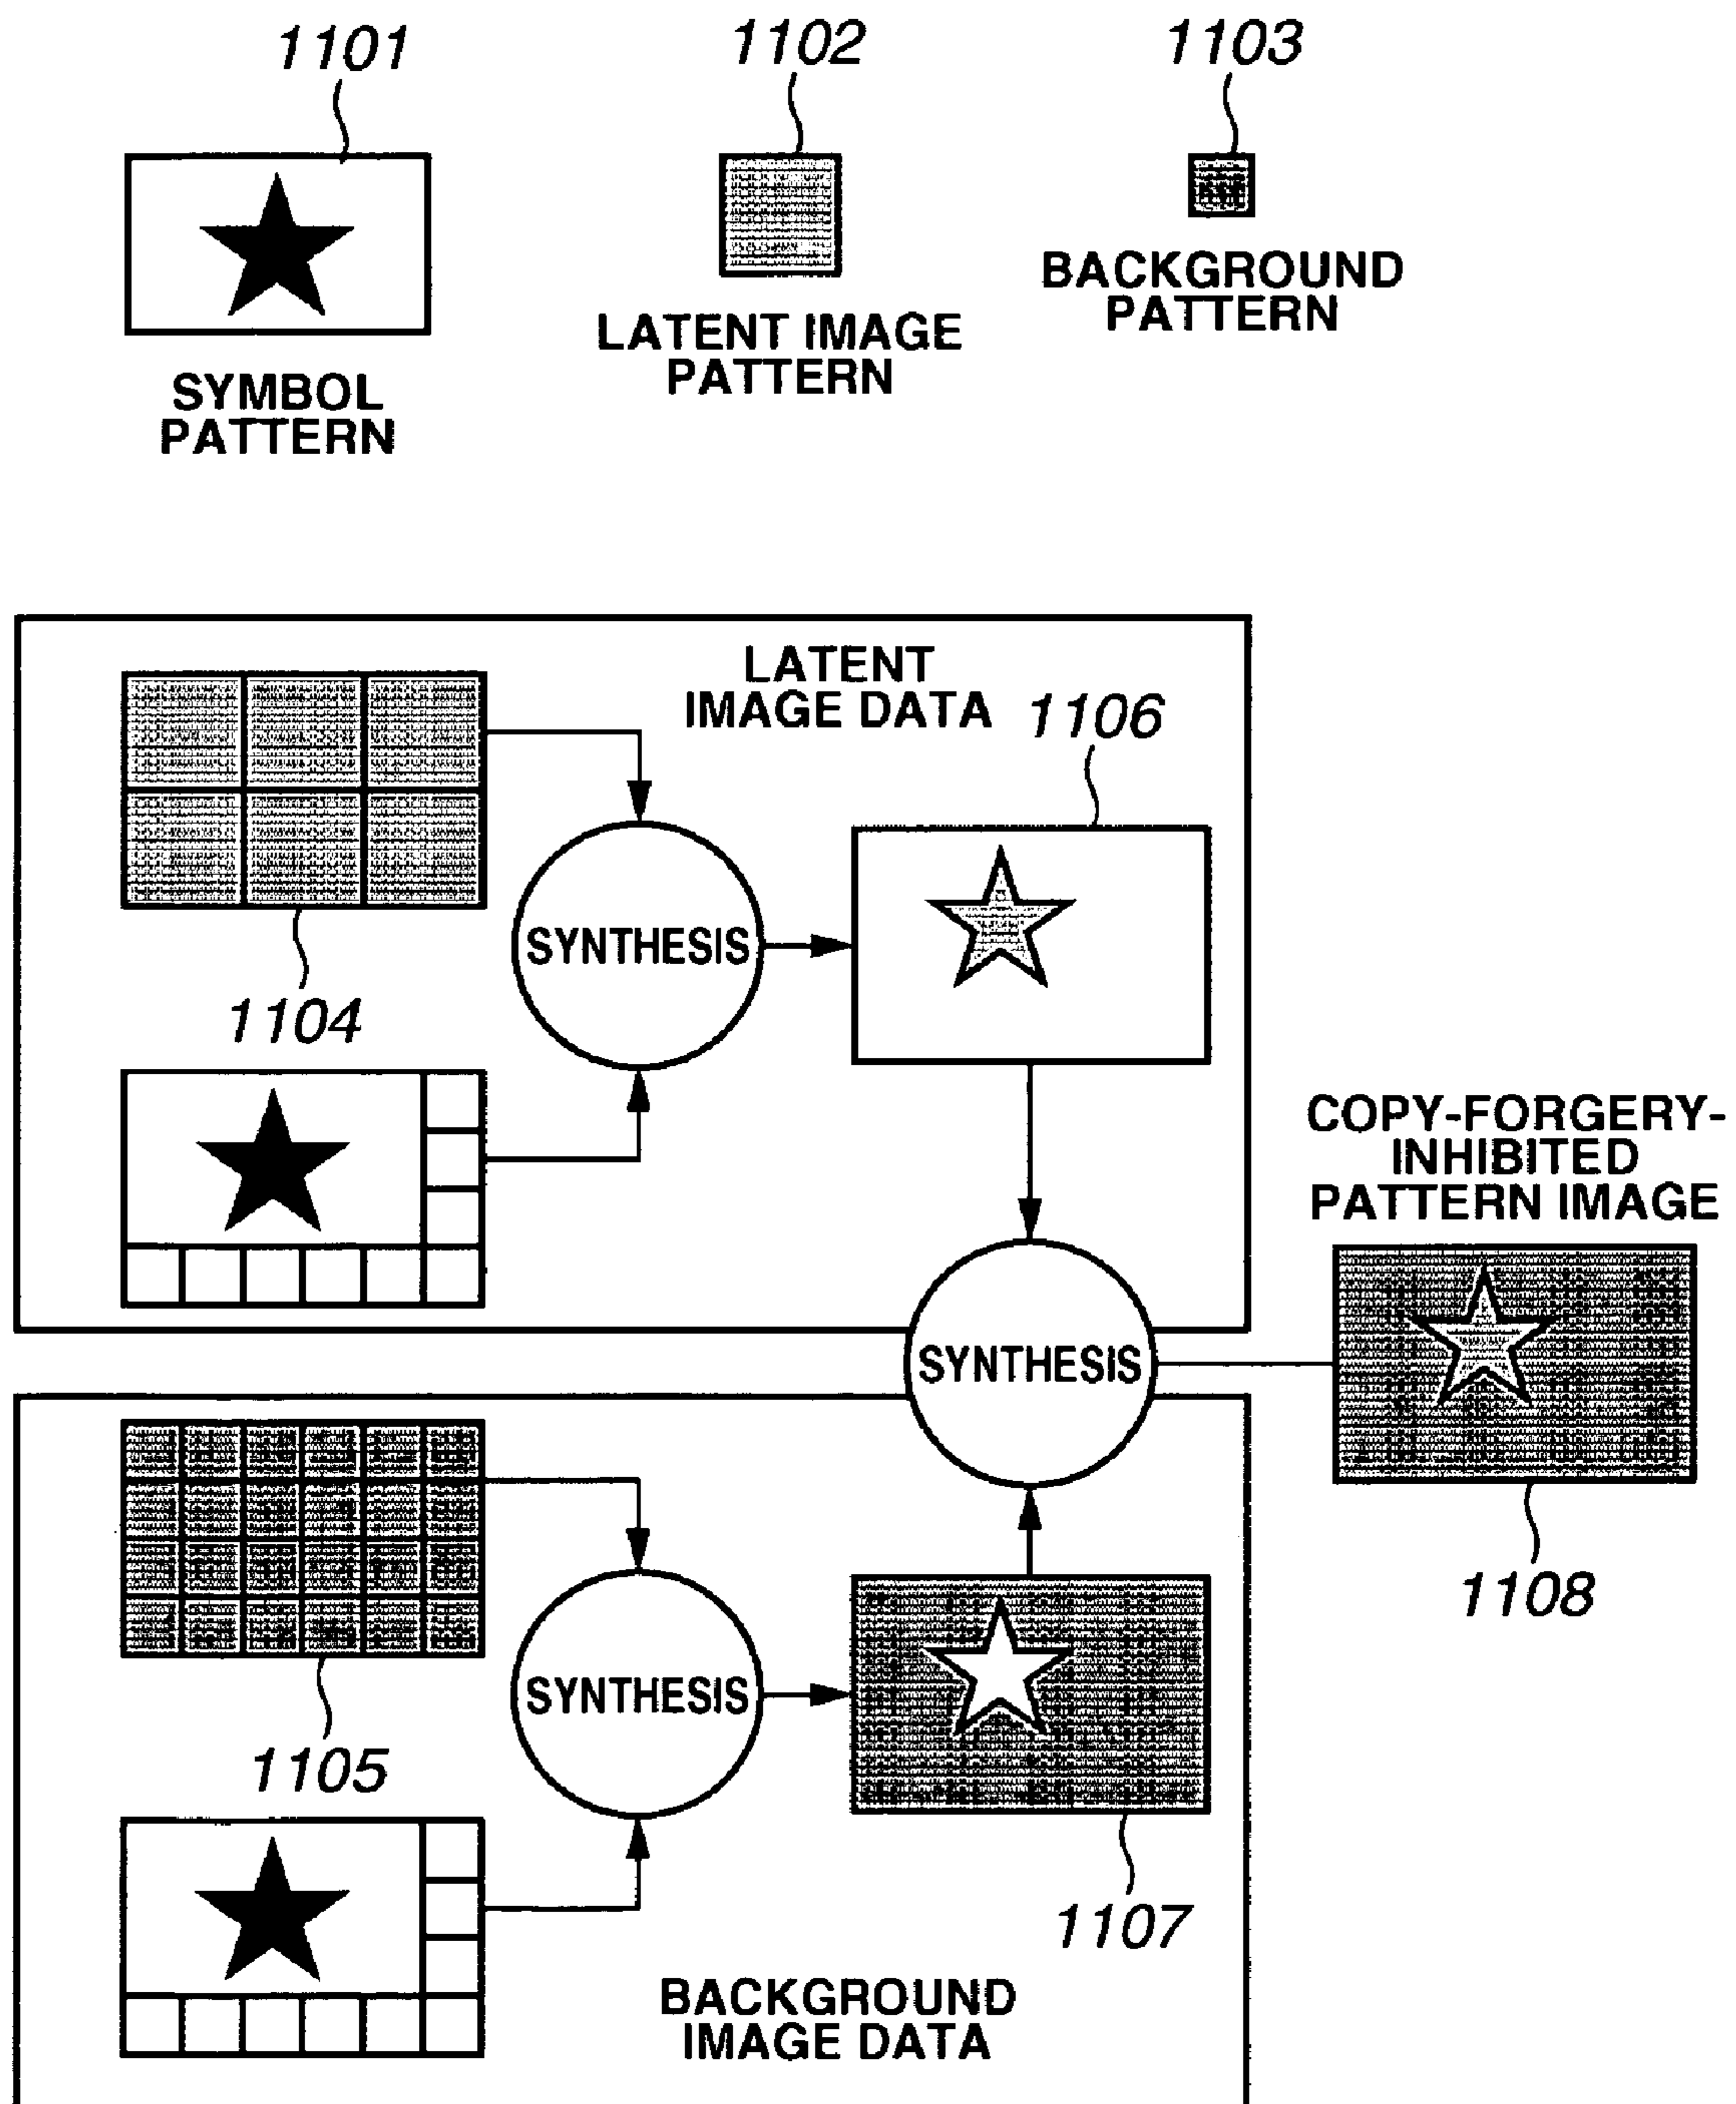 1101
1102
1103
SYMBOL
PATTERN
LATENT IMAGE
PATTERN
BACKGROUND
PATTERN
LATENT
IMAGE DATA
1106
SYNTHESIS
1104
COPY-FORGERY-
INHIBITED
PATTERN IMAGE
SYNTHESIS
1108
1105
SYNTHESIS
1107
BACKGROUND
IMAGE DATA